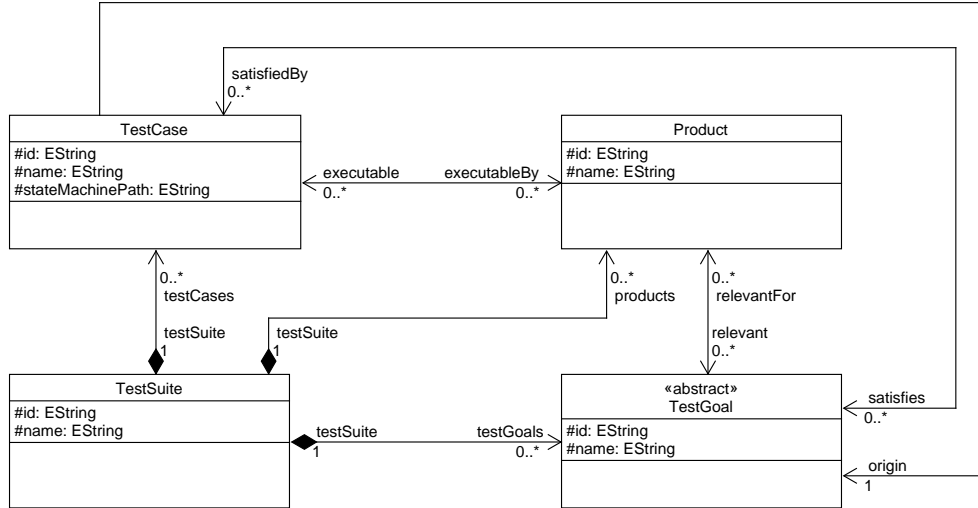 satisfiedBy
0..*
TestCase
#id: EString
#name: EString
#stateMachinePath: EString
executable
0..*
executableBy
0..*
Product
#id: EString
#name: EString
0..*
testCases
testSuite
1
testSuite
1
0..*
products
0..*
relevantFor
relevant
0..*
TestSuite
#id: EString
#name: EString
testSuite
1
testGoals
0..*
«abstract»
TestGoal
#id: EString
#name: EString
satisfies
0..*
origin
1